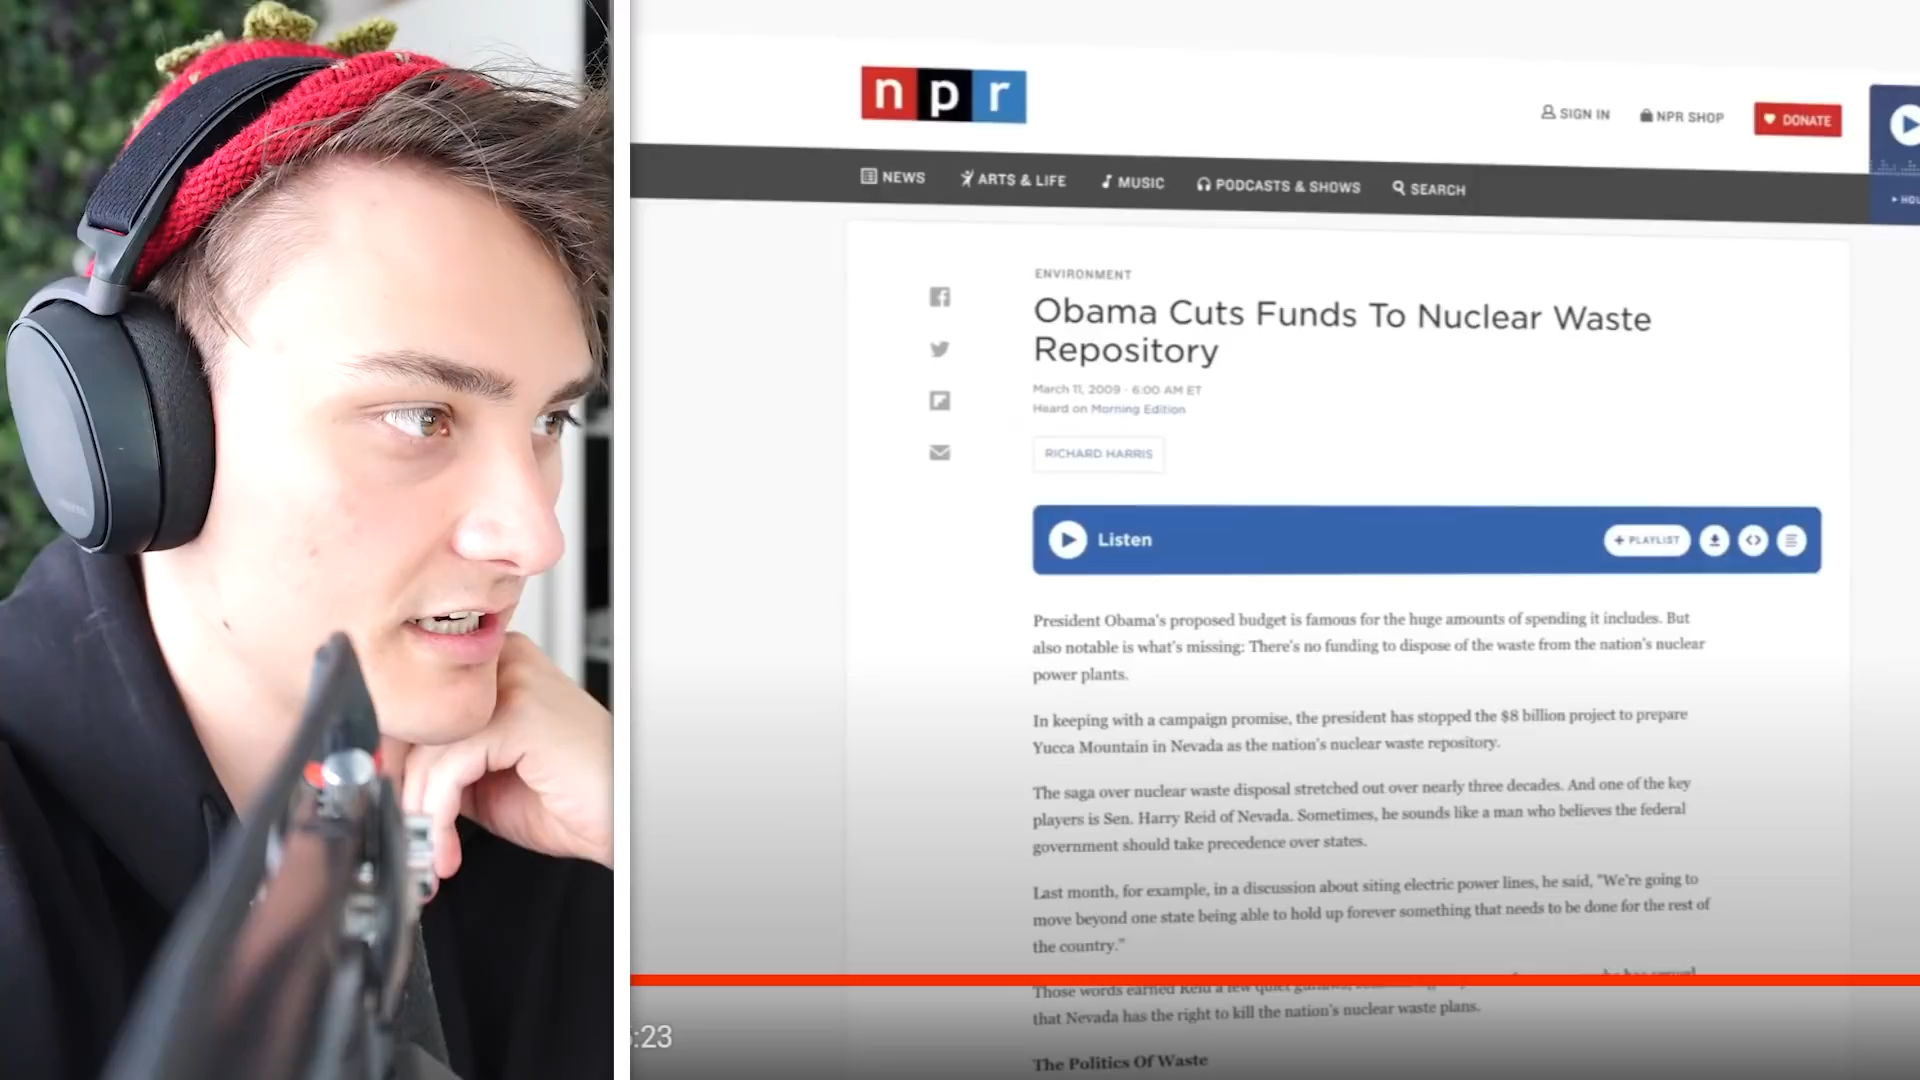 npr
SIGN IN
NPR SHOP
DONATE
NEWS
ARTS & LIFE
MUSIC
PODCASTS & SHOWS
SEARCH
ENVIRONMENT
Obama Cuts Funds To Nuclear Waste
Repository
March 11, 2009 · 6:00 AM ET
Heard on Morning Edition
RICHARD HARRIS
Listen
+ PLAYLIST
President Obama's proposed budget is famous for the huge amounts of spending it includes. But
also notable is what's missing: There's no funding to dispose of the waste from the nation's nuclear
power plants.
In keeping with a campaign promise, the president has stopped the $8 billion project to prepare
Yucca Mountain in Nevada as the nation's nuclear waste repository.
The saga over nuclear waste disposal stretched out over nearly three decades. And one of the key
players is Sen. Harry Reid of Nevada. Sometimes, he sounds like a man who believes the federal
government should take precedence over states.
Last month, for example, in a discussion about siting electric power lines, he said, "We're going to
move beyond one state being able to hold up forever something that needs to be done for the rest of
the country."
Those words earned Reid a few quiet
that Nevada has the right to kill the nation's nuclear waste plans.
:23
The Politics Of Waste